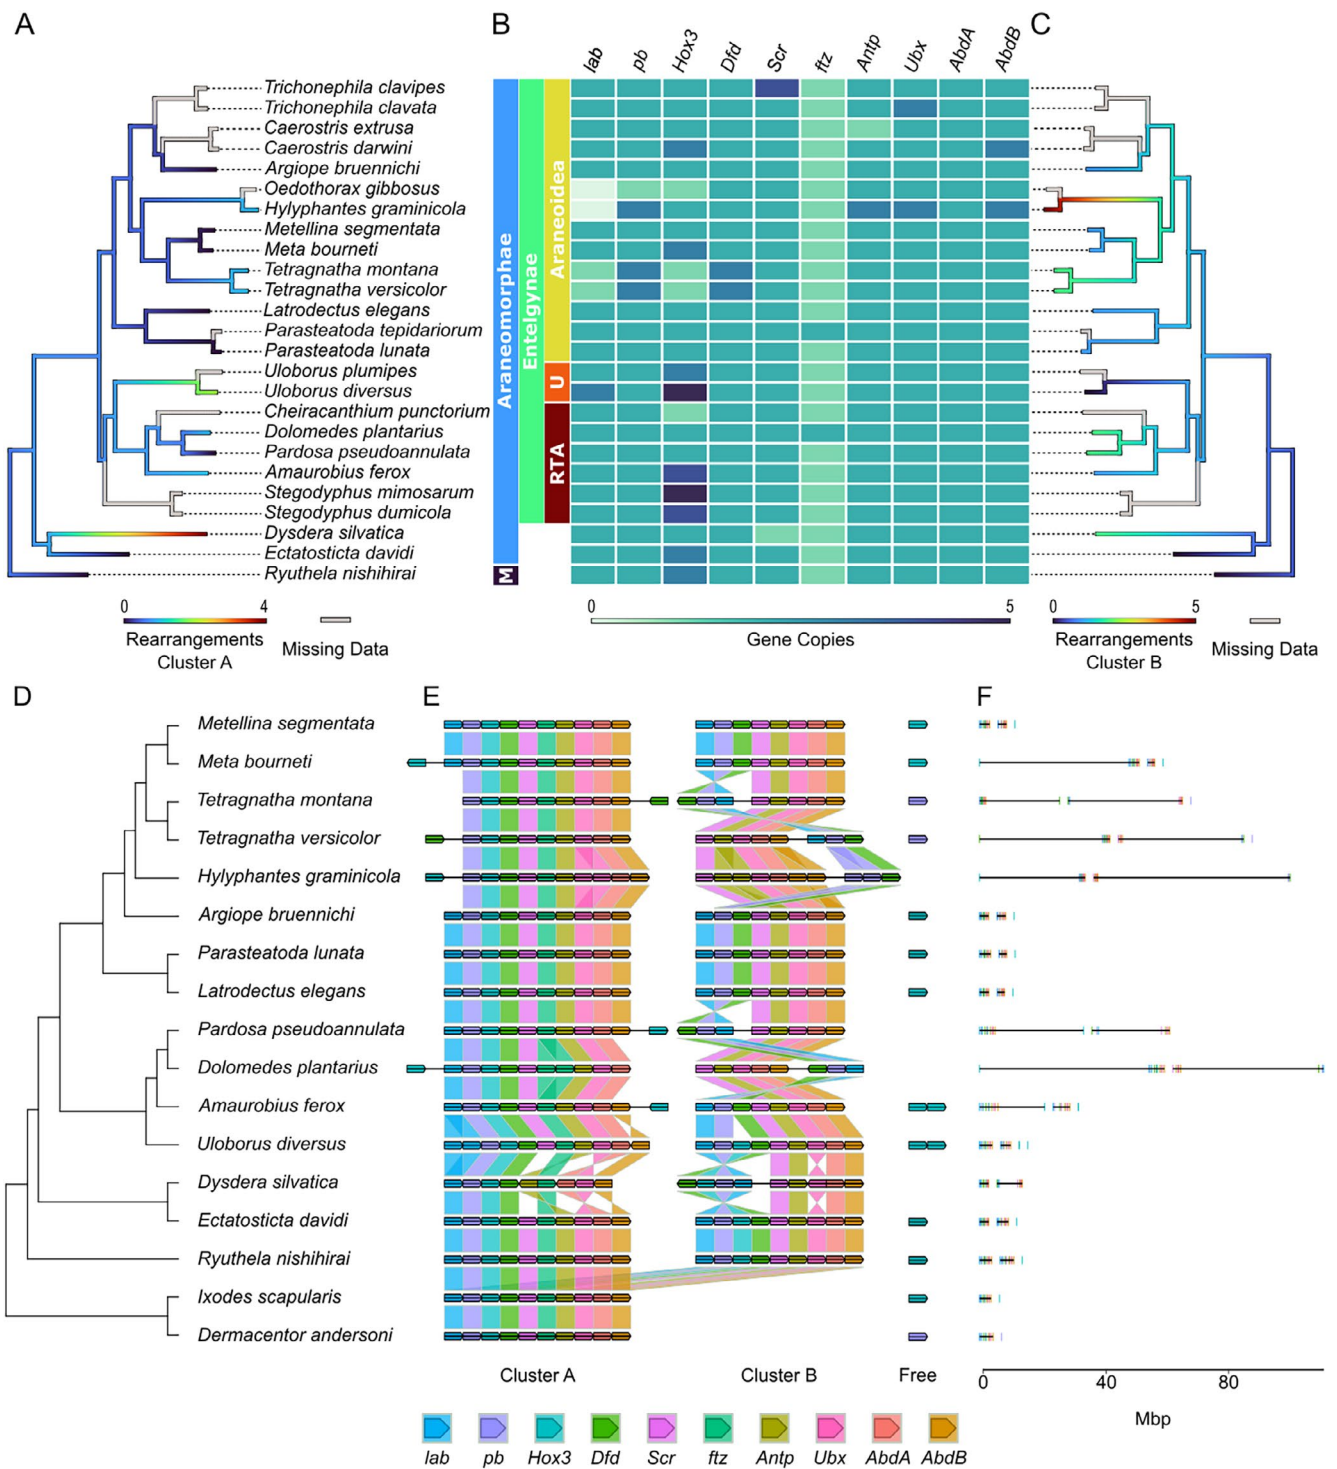 A
B
C
lab
pb
Hox3
Dfd
Scr
ftz
Antp
Ubx
AbdA
AbdB
Trichonephila clavipes
Trichonephila clavata
Caerostris extrusa
Caerostris darwini
Argiope bruennichi
Oedothorax gibbosus
Hylyphantes graminicola
Metellina segmentata
Meta bourneti
Tetragnatha montana
Tetragnatha versicolor
Latrodectus elegans
Parasteatoda tepidariorum
Parasteatoda lunata
Uloborus plumipes
Uloborus diversus
Cheiracanthium punctorium
Dolomedes plantarius
Pardosa pseudoannulata
Amaurobius ferox
Stegodyphus mimosarum
Stegodyphus dumicola
Dysdera silvatica
Ectatosticta davidi
Ryuthela nishihirai
Araneomorphae
Entelgynae
Araneoidea
U
RTA
M
0 4
Rearrangements
Cluster A
Missing Data
0 5
Gene Copies
0 5
Rearrangements
Cluster B
Missing Data
D
E
F
Metellina segmentata
Meta bourneti
Tetragnatha montana
Tetragnatha versicolor
Hylyphantes graminicola
Argiope bruennichi
Parasteatoda lunata
Latrodectus elegans
Pardosa pseudoannulata
Dolomedes plantarius
Amaurobius ferox
Uloborus diversus
Dysdera silvatica
Ectatosticta davidi
Ryuthela nishihirai
Ixodes scapularis
Dermacentor andersoni
Cluster A
Cluster B
Free
0 40 80
Mbp
lab
pb
Hox3
Dfd
Scr
ftz
Antp
Ubx
AbdA
AbdB